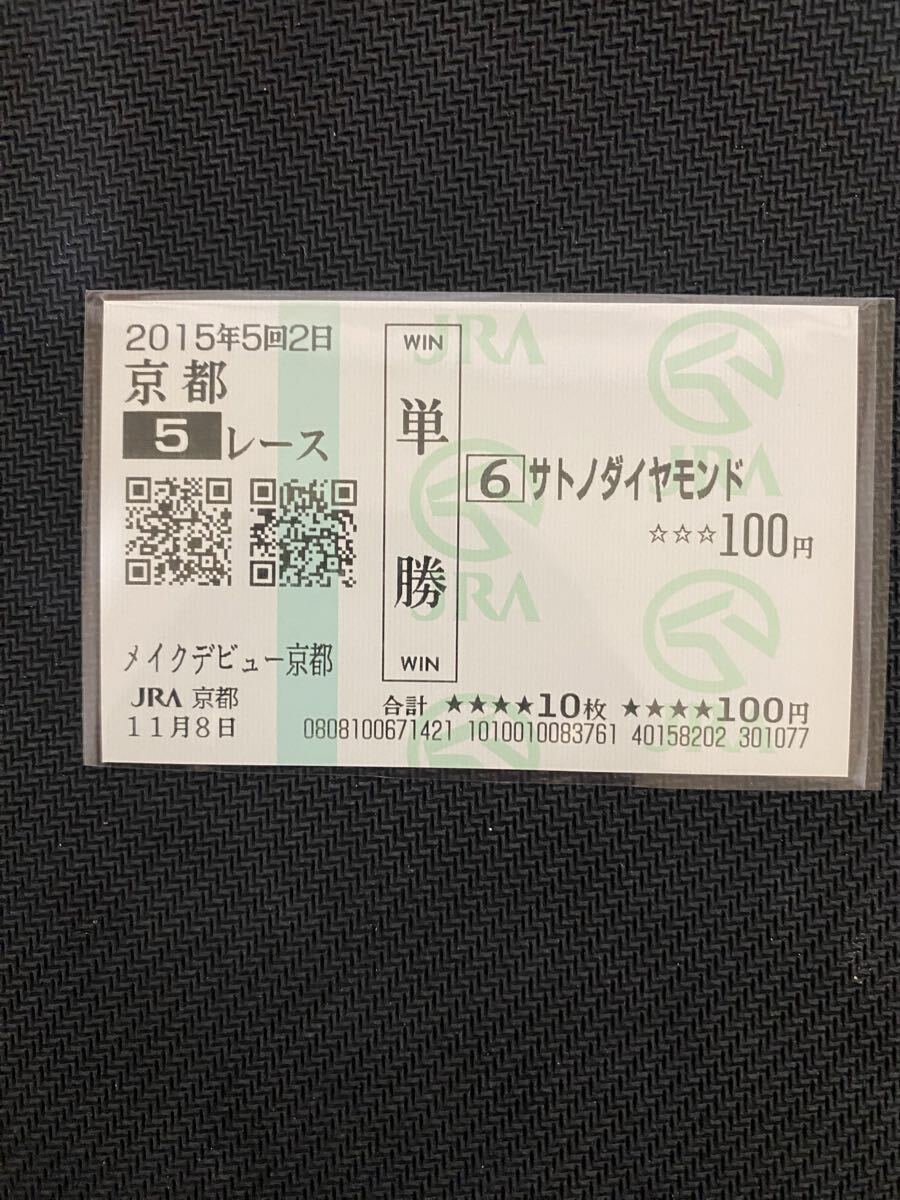 2015年5回2日
京都
5レース
メイクデビュー京都
JRA 京都
11月8日
WIN
単勝
WIN
6 サトノダイヤモンド
☆☆☆100円
合計 ★★★★10枚 ★★★★100円
0808100671421 1010010083761 40158202 301077
JRA
JRA
JRA